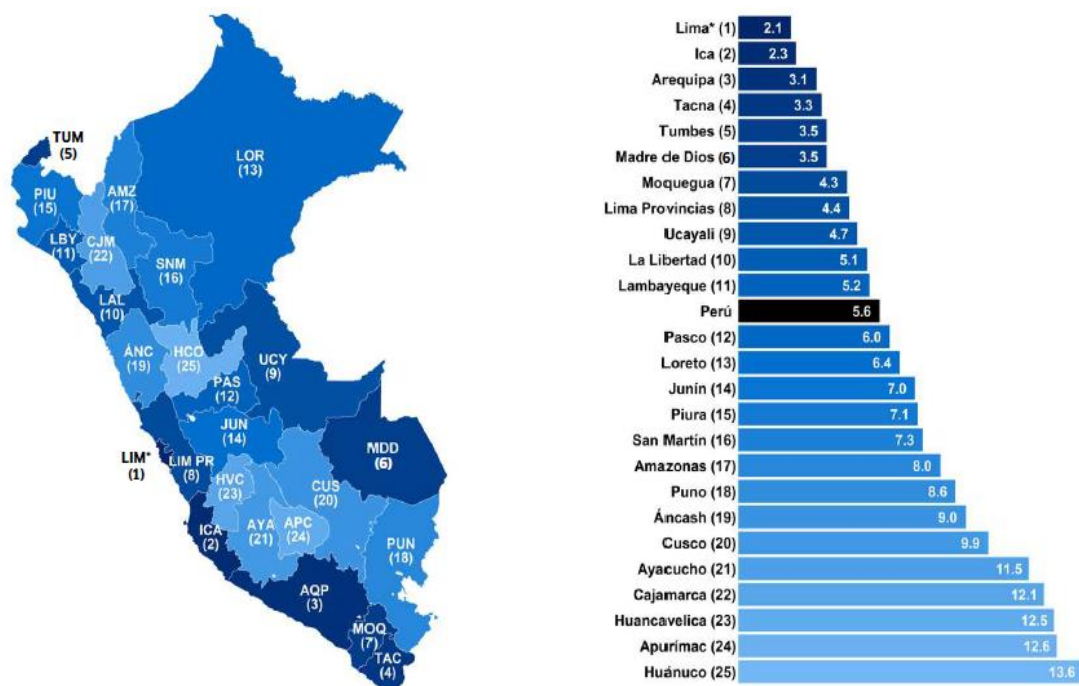 TUM
(5)
LOR
(13)
PIU
(15)
AMZ
(17)
LBY
(11)
CJM
(22)
SNM
(16)
LAL
(10)
ÁNC
(19)
HCO
(25)
UCY
(9)
PAS
(12)
JUN
(14)
MDD
(6)
LIM*
(1)
LIM PR
(8)
HVC
(23)
CUS
(20)
ICA
(2)
AYA
(21)
APC
(24)
PUN
(18)
AQP
(3)
MOQ
(7)
TAC
(4)
Lima* (1) 2.1
Ica (2) 2.3
Arequipa (3) 3.1
Tacna (4) 3.3
Tumbes (5) 3.5
Madre de Dios (6) 3.5
Moquegua (7) 4.3
Lima Provincias (8) 4.4
Ucayali (9) 4.7
La Libertad (10) 5.1
Lambayeque (11) 5.2
Perú 5.6
Pasco (12) 6.0
Loreto (13) 6.4
Junín (14) 7.0
Piura (15) 7.1
San Martín (16) 7.3
Amazonas (17) 8.0
Puno (18) 8.6
Áncash (19) 9.0
Cusco (20) 9.9
Ayacucho (21) 11.5
Cajamarca (22) 12.1
Huancavelica (23) 12.5
Apurímac (24) 12.6
Huánuco (25) 13.6